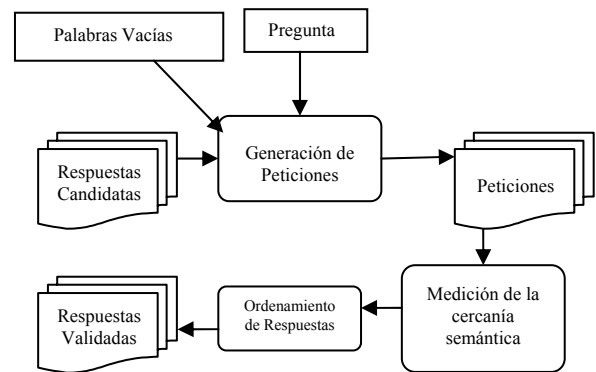 Palabras Vacías
Pregunta
Respuestas
Candidatas
Generación de
Peticiones
Peticiones
Respuestas
Validadas
Ordenamiento
de Respuestas
Medición de la
cercanía
semántica